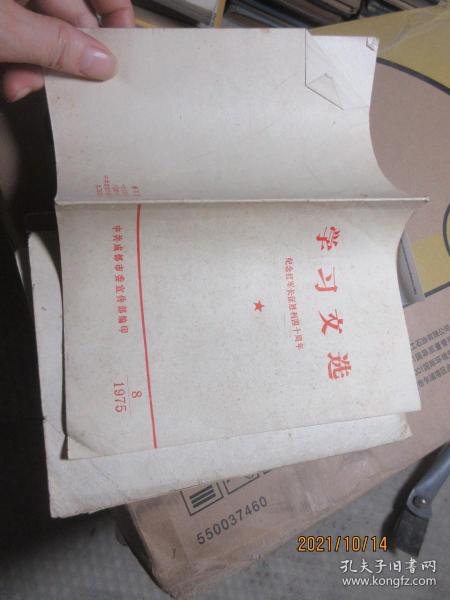 学习文选
纪念红军长征胜利四十周年
中共成都市委宣传部编印
8
1975
550037460
2021/10/14
孔夫子旧书网
www.kongfz.com